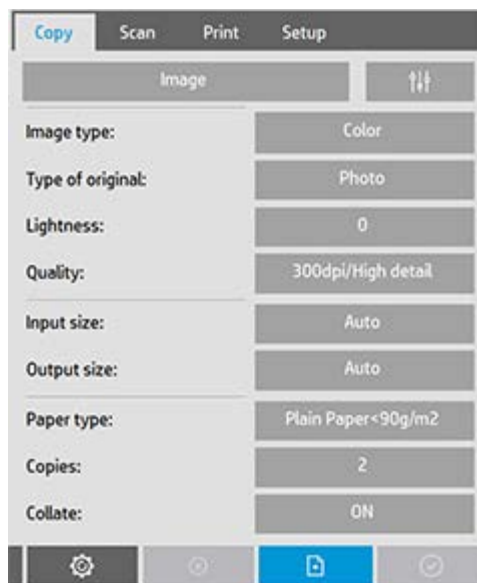 Copy Scan Print Setup
Image
Image type: Color
Type of original: Photo
Lightness: 0
Quality: 300dpi/High detail
Input size: Auto
Output size: Auto
Paper type: Plain Paper<90g/m2
Copies: 2
Collate: ON